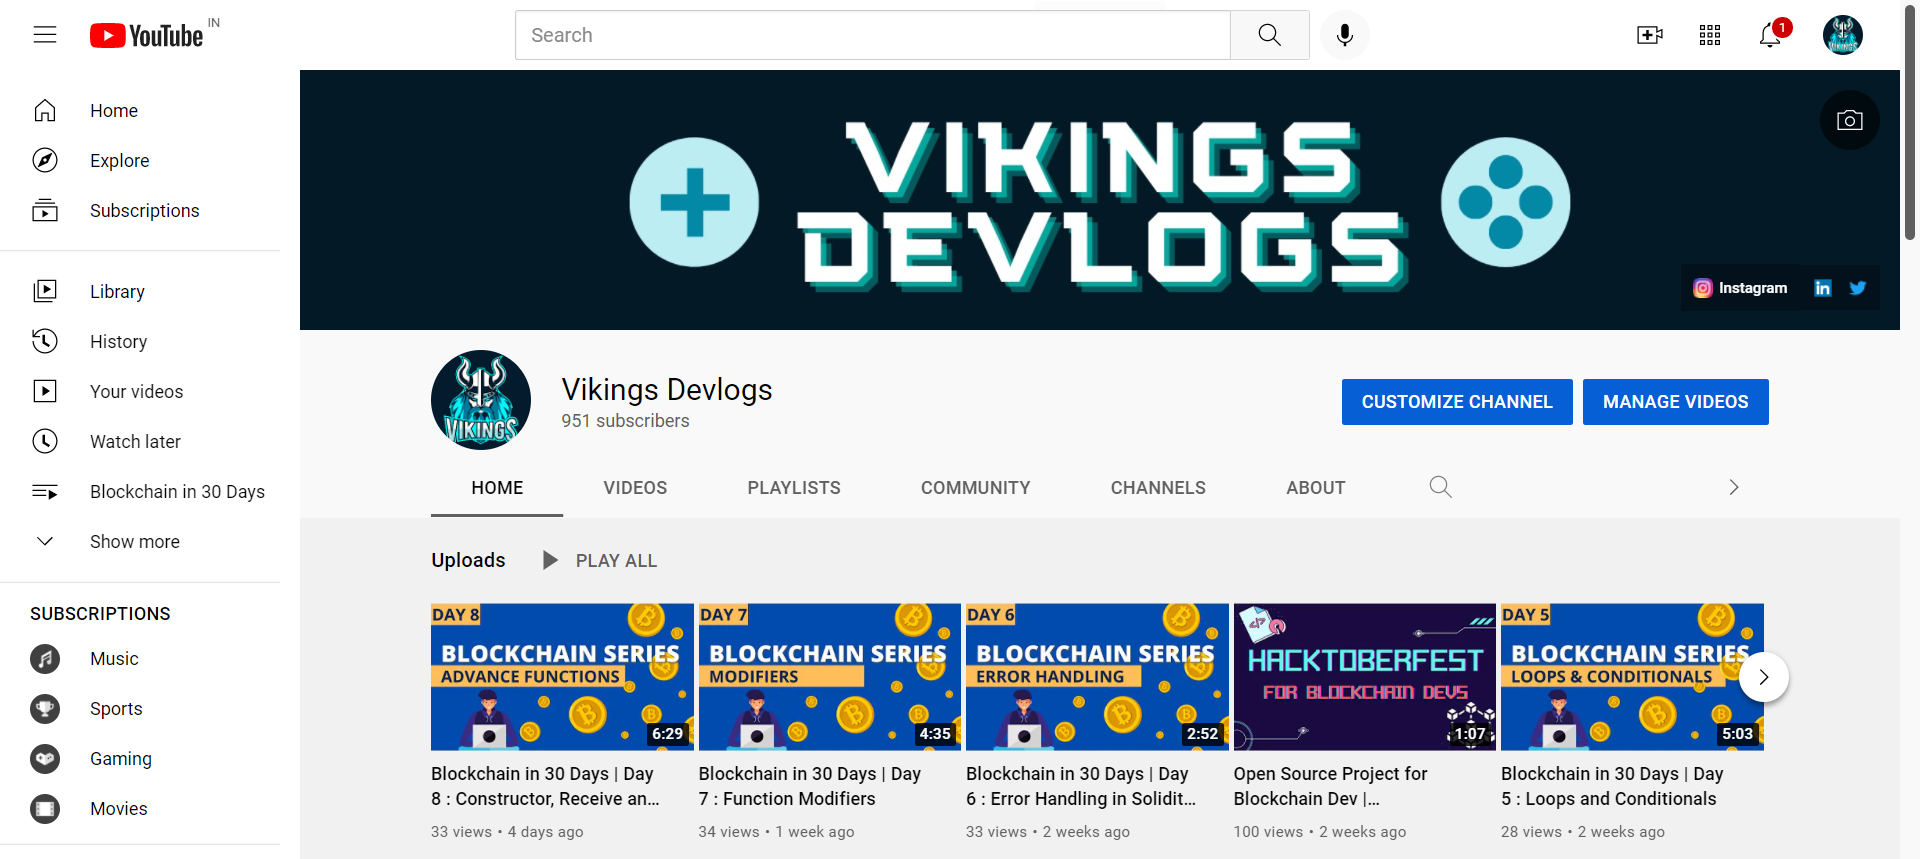 YouTube IN
Search
1
Home
Explore
Subscriptions
Library
History
Your videos
Watch later
Blockchain in 30 Days
Show more
SUBSCRIPTIONS
Music
Sports
Gaming
Movies
VIKINGS
DEVLOGS
Instagram
in
VIKINGS
Vikings Devlogs
951 subscribers
CUSTOMIZE CHANNEL
MANAGE VIDEOS
HOME VIDEOS PLAYLISTS COMMUNITY CHANNELS ABOUT
Uploads PLAY ALL
DAY 8
BLOCKCHAIN SERIES
ADVANCE FUNCTIONS
6:29
Blockchain in 30 Days | Day
8 : Constructor, Receive an...
33 views • 4 days ago
DAY 7
BLOCKCHAIN SERIES
MODIFIERS
4:35
Blockchain in 30 Days | Day
7 : Function Modifiers
34 views • 1 week ago
DAY 6
BLOCKCHAIN SERIES
ERROR HANDLING
2:52
Blockchain in 30 Days | Day
6 : Error Handling in Solidit...
33 views • 2 weeks ago
HACKTOBERFEST
FOR BLOCKCHAIN DEVS
1:07
Open Source Project for
Blockchain Dev |...
100 views • 2 weeks ago
DAY 5
BLOCKCHAIN SERIES
LOOPS & CONDITIONALS
5:03
Blockchain in 30 Days | Day
5 : Loops and Conditionals
28 views • 2 weeks ago